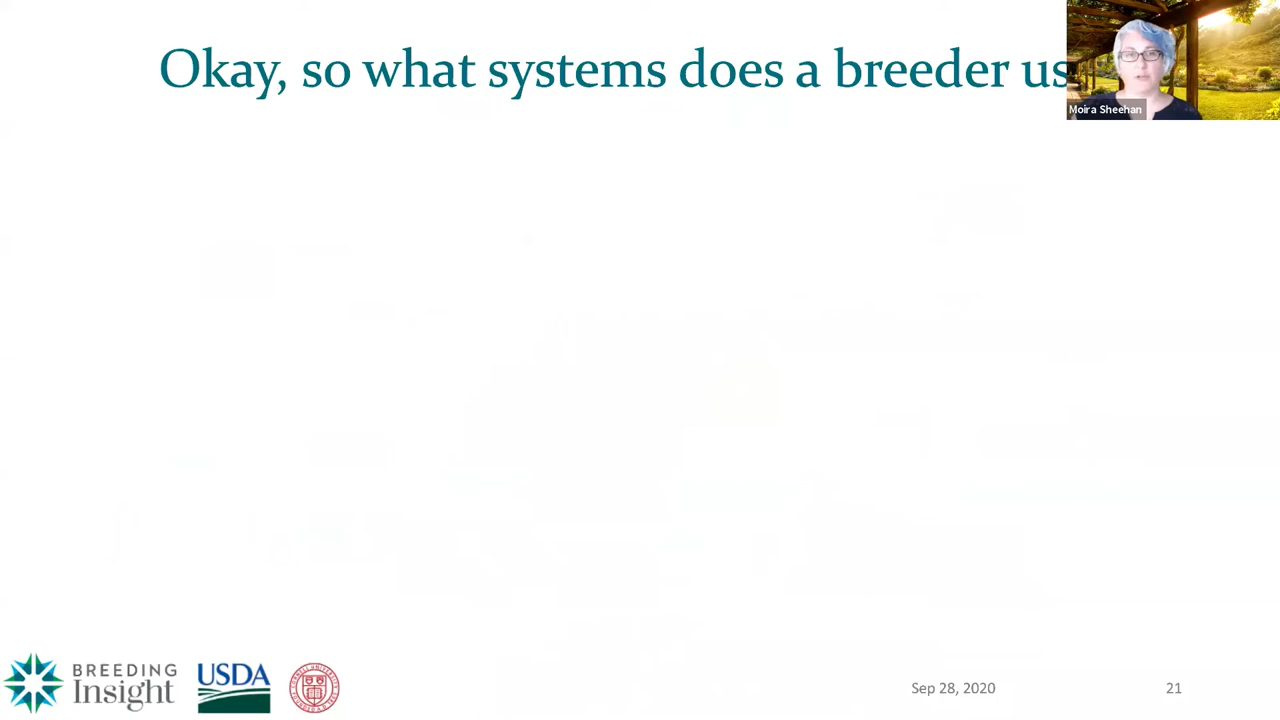 Okay, so what systems does a breeder us
Moira Sheehan
BREEDING
Insight
USDA
Sep 28, 2020
21